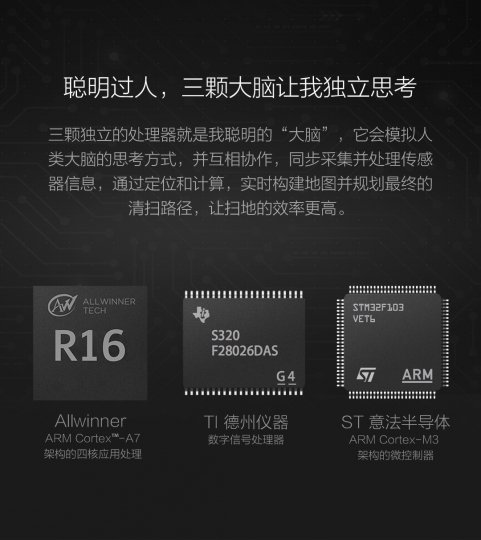 聪明过人，三颗大脑让我独立思考
三颗独立的处理器就是我聪明的“大脑”，它会模拟人
类大脑的思考方式，并互相协作，同步采集并处理传感
器信息，通过定位和计算，实时构建地图并规划最终的
清扫路径，让扫地的效率更高。
ALLWINNER
TECH
R16
S320
F28026DAS
G4
STM32F103
VET6
ST ARM
Allwinner
ARM Cortex™-A7
架构的四核应用处理
TI 德州仪器
数字信号处理器
ST 意法半导体
ARM Cortex-M3
架构的微控制器